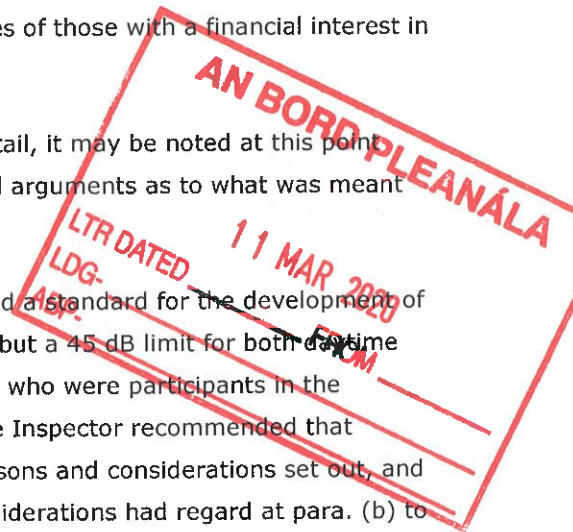 es of those with a financial interest in
AN BORD PLEANÁLA
tail, it may be noted at this point
l arguments as to what was meant
LTR DATED 11 MAR 2020 FROM
LDG-
ABP-
d a standard for the development of
but a 45 dB limit for both daytime
who were participants in the
e Inspector recommended that
sons and considerations set out, and
siderations had regard at para. (b) to